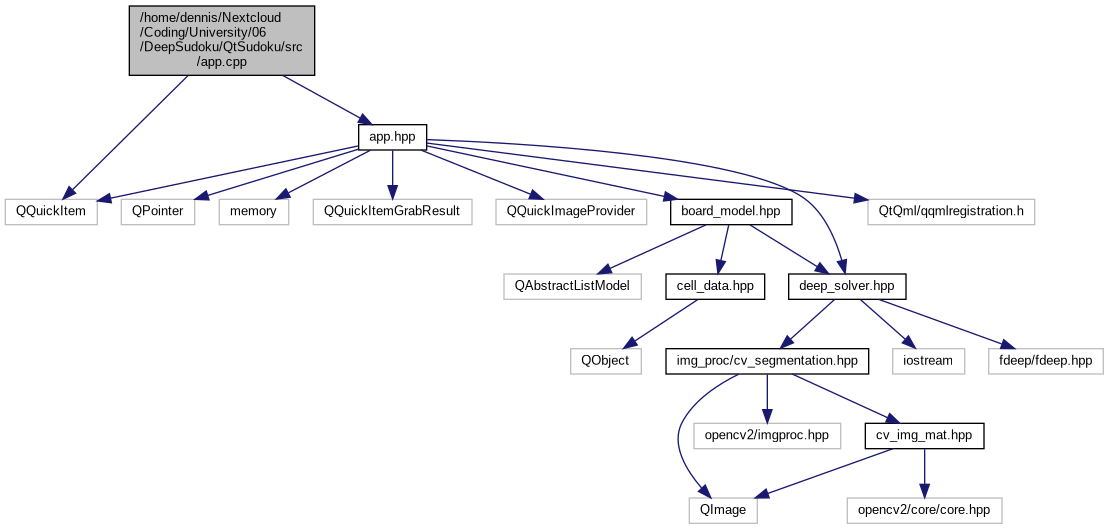 /home/dennis/Nextcloud
/Coding/University/06
/DeepSudoku/QtSudoku/src
/app.cpp
app.hpp
QQuickItem
QPointer
memory
QQuickItemGrabResult
QQuickImageProvider
board_model.hpp
QtQml/qqmlregistration.h
QAbstractListModel
cell_data.hpp
deep_solver.hpp
QObject
img_proc/cv_segmentation.hpp
iostream
fdeep/fdeep.hpp
opencv2/imgproc.hpp
cv_img_mat.hpp
QImage
opencv2/core/core.hpp